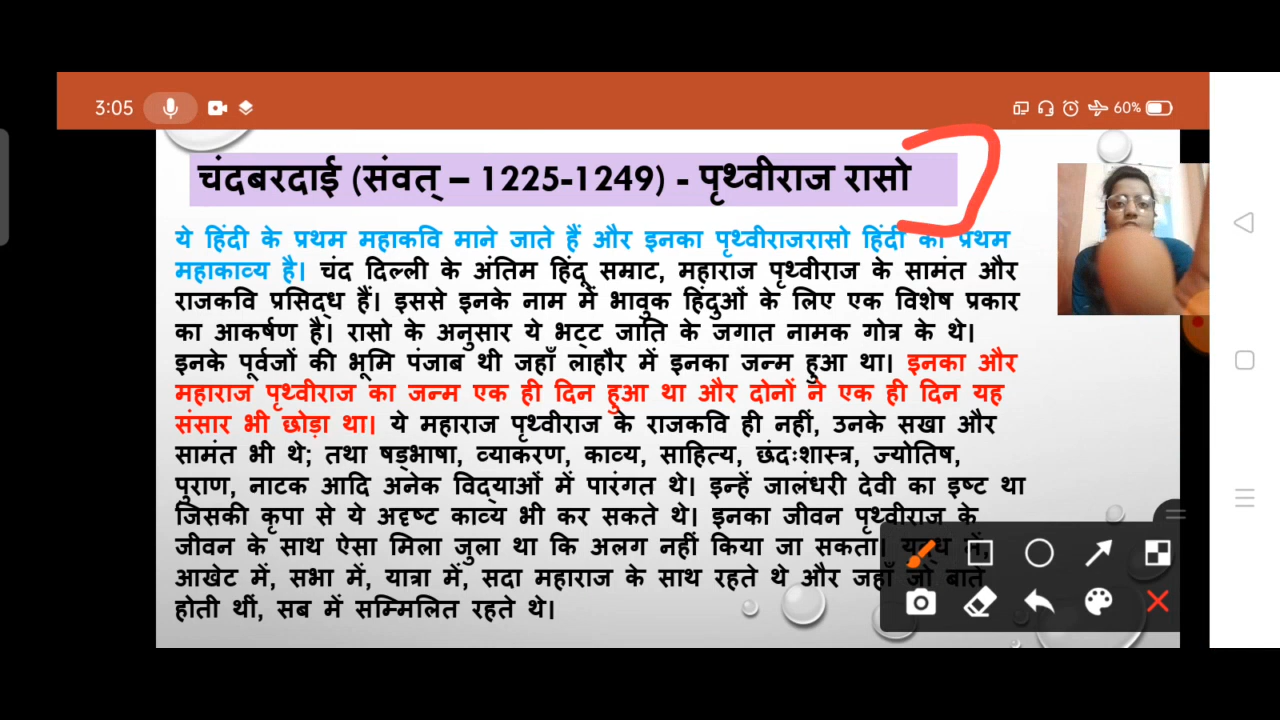 3:05
60%
चंदबरदाई (संवत् – 1225-1249) - पृथ्वीराज रासो
ये हिंदी के प्रथम महाकवि माने जाते हैं और इनका पृथ्वीराजरासो हिंदी का प्रथम
महाकाव्य है। चंद दिल्ली के अंतिम हिंदू सम्राट, महाराज पृथ्वीराज के सामंत और
राजकवि प्रसिद्ध हैं। इससे इनके नाम में भावुक हिंदुओं के लिए एक विशेष प्रकार
का आकर्षण है। रासो के अनुसार ये भट्ट जाति के जगात नामक गोत्र के थे।
इनके पूर्वजों की भूमि पंजाब थी जहाँ लाहौर में इनका जन्म हुआ था। इनका और
महाराज पृथ्वीराज का जन्म एक ही दिन हुआ था और दोनों ने एक ही दिन यह
संसार भी छोड़ा था। ये महाराज पृथ्वीराज के राजकवि ही नहीं, उनके सखा और
सामंत भी थे; तथा षड्भाषा, व्याकरण, काव्य, साहित्य, छंदःशास्त्र, ज्योतिष,
पुराण, नाटक आदि अनेक विद्याओं में पारंगत थे। इन्हें जालंधरी देवी का इष्ट था
जिसकी कृपा से ये अदृष्ट काव्य भी कर सकते थे। इनका जीवन पृथ्वीराज के
जीवन के साथ ऐसा मिला जुला था कि अलग नहीं किया जा सकता। युद्ध में,
आखेट में, सभा में, यात्रा में, सदा महाराज के साथ रहते थे और जहाँ जो बातें
होती थीं, सब में सम्मिलित रहते थे।